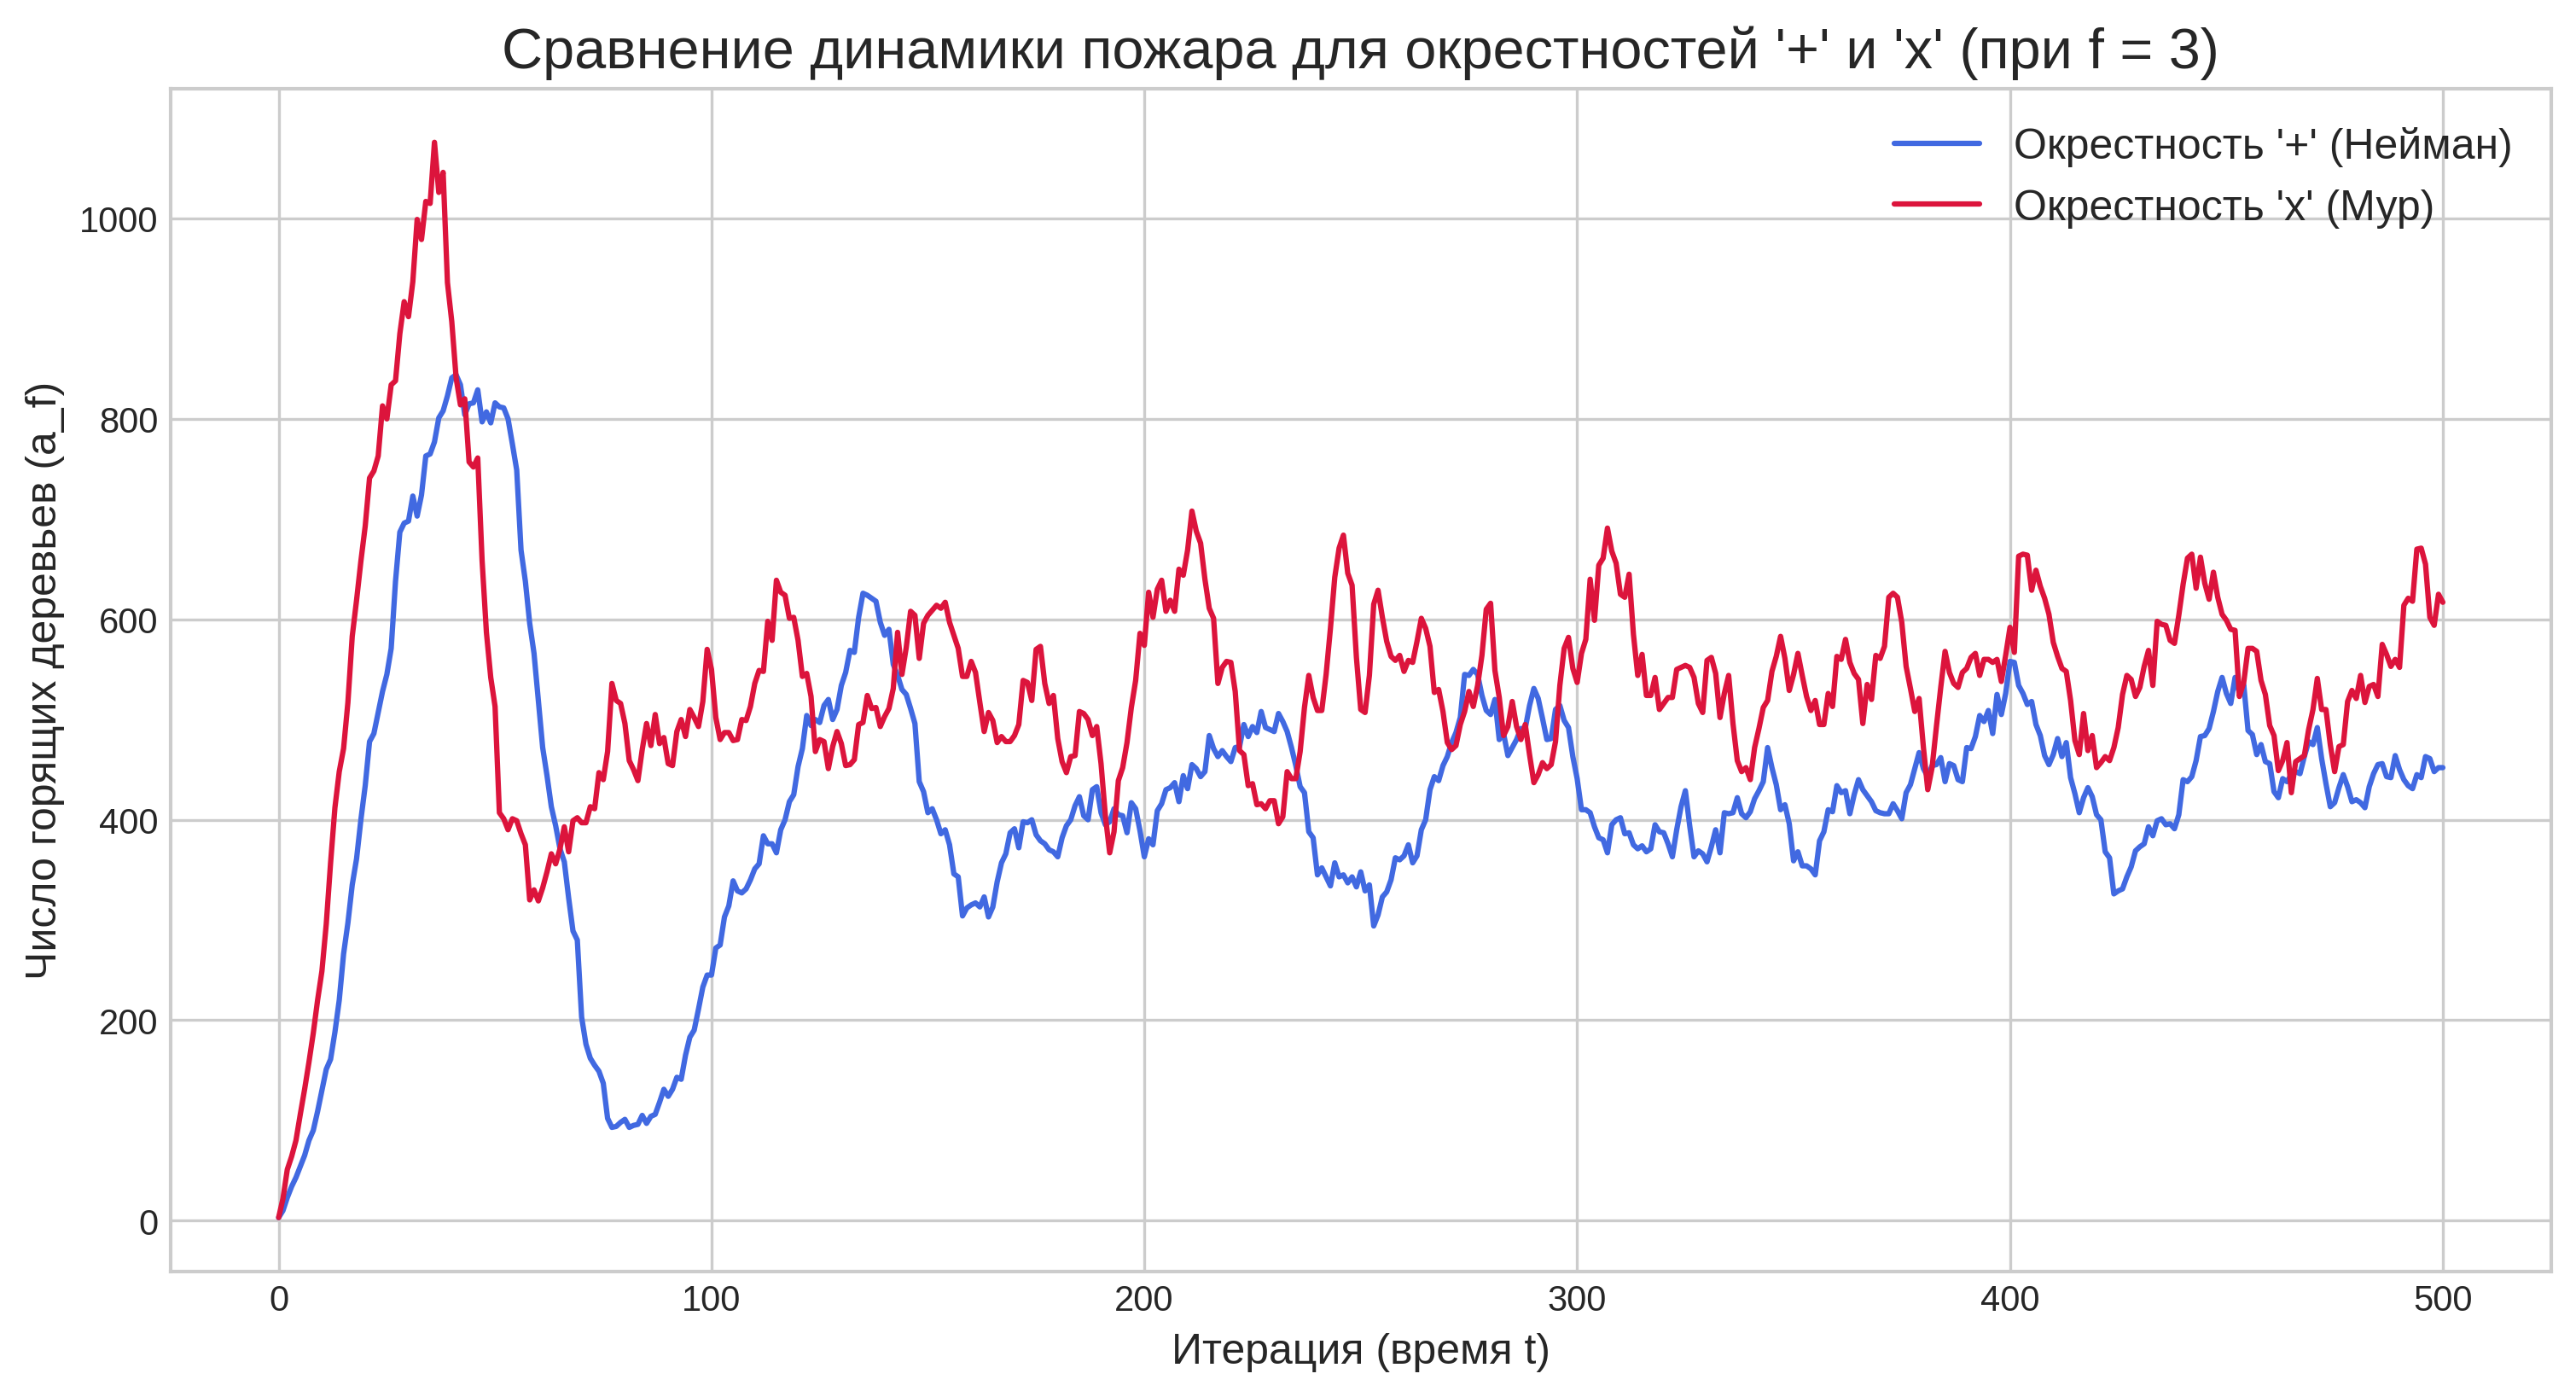 Сравнение динамики пожара для окрестностей '+' и 'x' (при f = 3)
Окрестность '+' (Нейман)
Окрестность 'x' (Мур)
Число горящих деревьев (a_f)
1000
800
600
400
200
0
0 100 200 300 400 500
Итерация (время t)